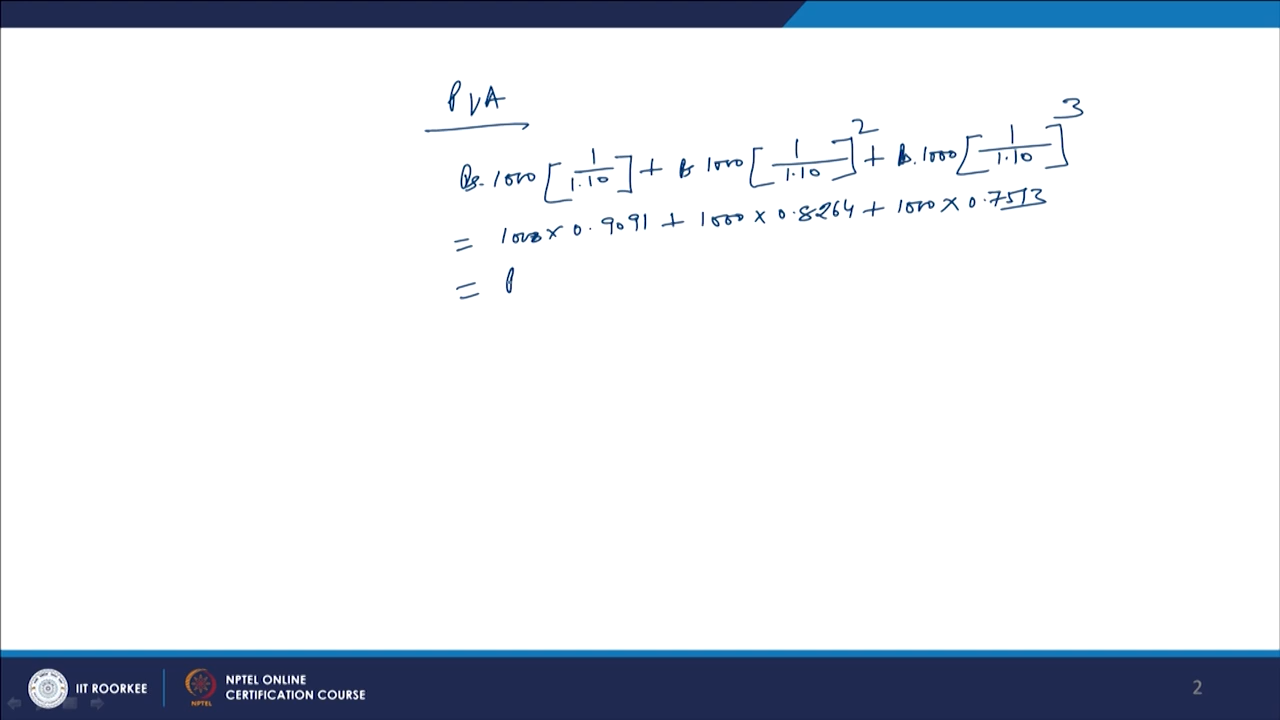 PVA
Rs. 1000 [1/1.10] + Rs 1000 [1/1.10]² + Rs. 1000 [1/1.10]³
= 1000 × 0.9091 + 1000 × 0.8264 + 1000 × 0.7513
=
IIT ROORKEE
NPTEL ONLINE
CERTIFICATION COURSE
NPTEL
2